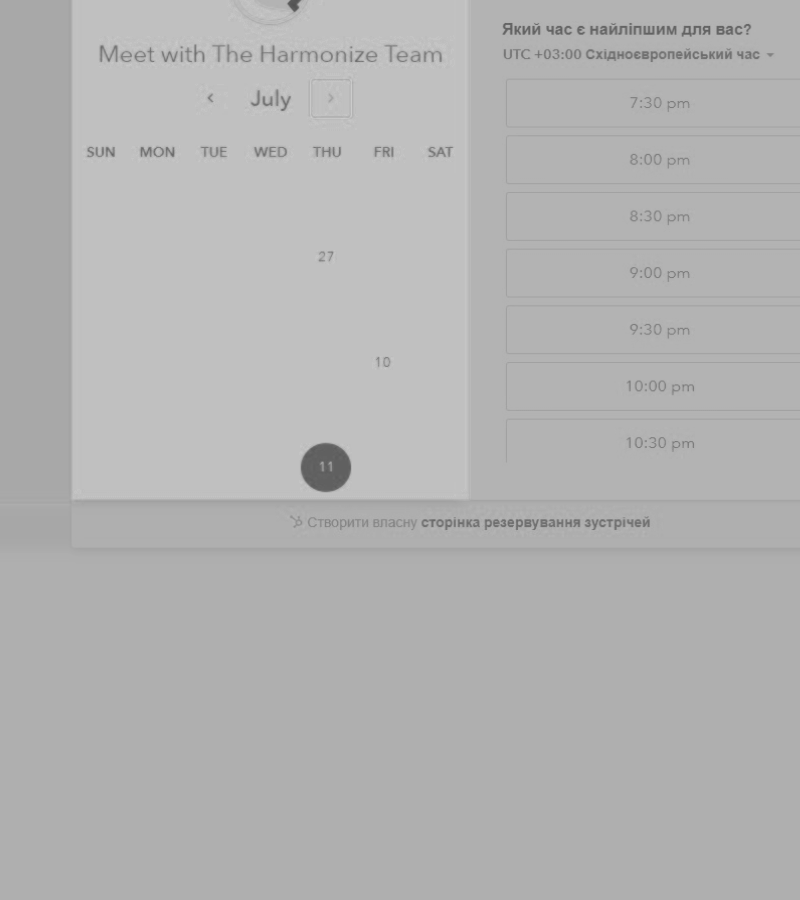 Meet with The Harmonize Team
July
SUN MON TUE WED THU FRI SAT
27
10
11
Який час є найліпшим для вас?
UTC +03:00 Східноєвропейський час
7:30 pm
8:00 pm
8:30 pm
9:00 pm
9:30 pm
10:00 pm
10:30 pm
Створити власну сторінка резервування зустрічей